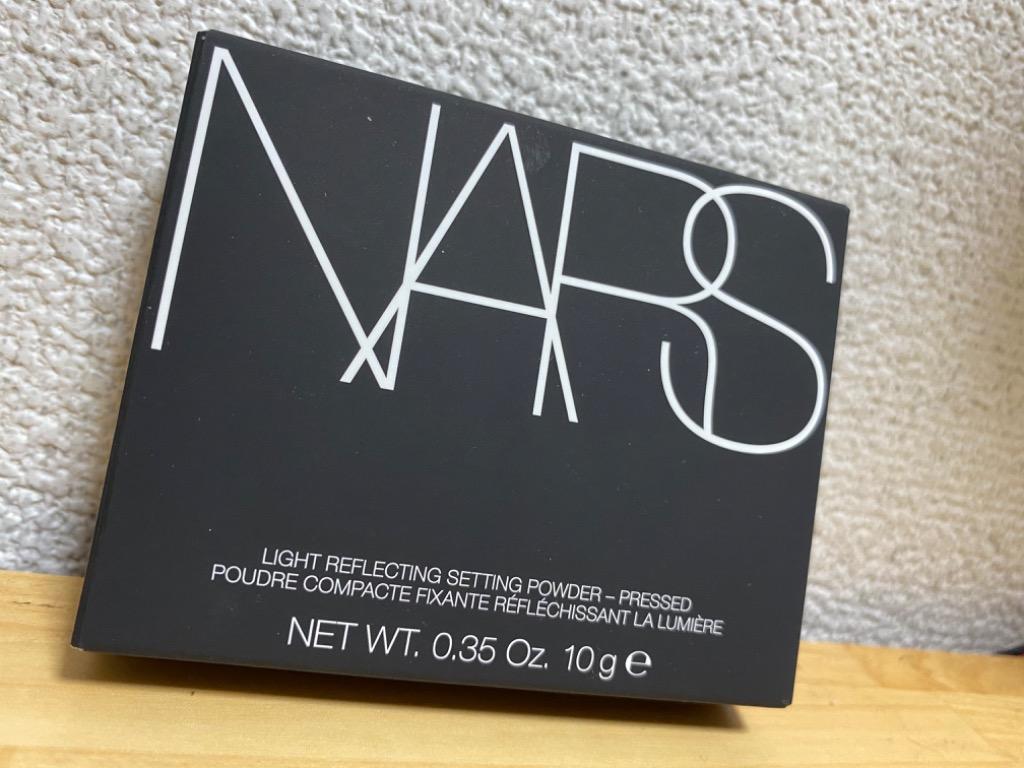 NARS
LIGHT REFLECTING SETTING POWDER – PRESSED
POUDRE COMPACTE FIXANTE RÉFLÉCHISSANT LA LUMIÈRE
NET WT. 0.35 Oz. 10 g ℮